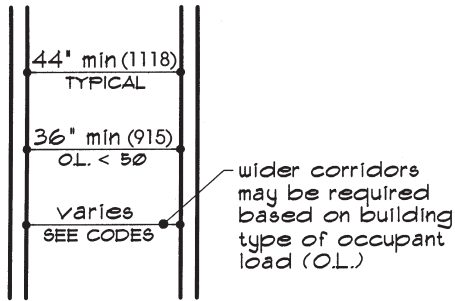 44" min (1118)
TYPICAL
36" min (915)
O.L. < 50
varies
SEE CODES
wider corridors
may be required
based on building
type of occupant
load (O.L.)